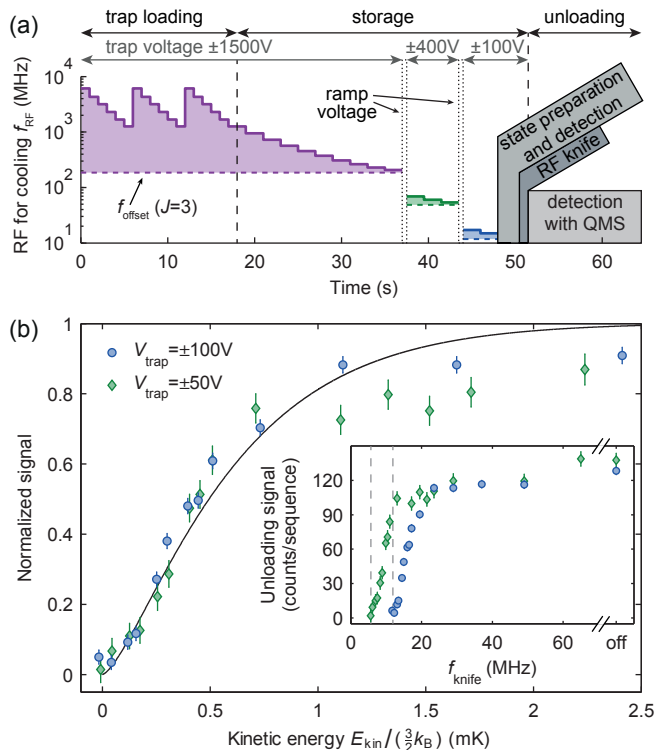 (a)
trap loading
storage
unloading
trap voltage ±1500V
±400V
±100V
RF for cooling f_RF (MHz)
10^4
10^3
10^2
10^1
ramp
voltage
f_offset (J=3)
state preparation
and detection
RF knife
detection
with QMS
0
10
20
30
40
50
60
Time (s)
(b)
V_trap=±100V
V_trap=±50V
Normalized signal
1
0.8
0.6
0.4
0.2
0
Unloading signal
(counts/sequence)
120
90
60
30
0
0
20
40
60
off
f_knife (MHz)
0
0.5
1.0
1.5
2
2.5
Kinetic energy E_kin/(3/2 k_B) (mK)